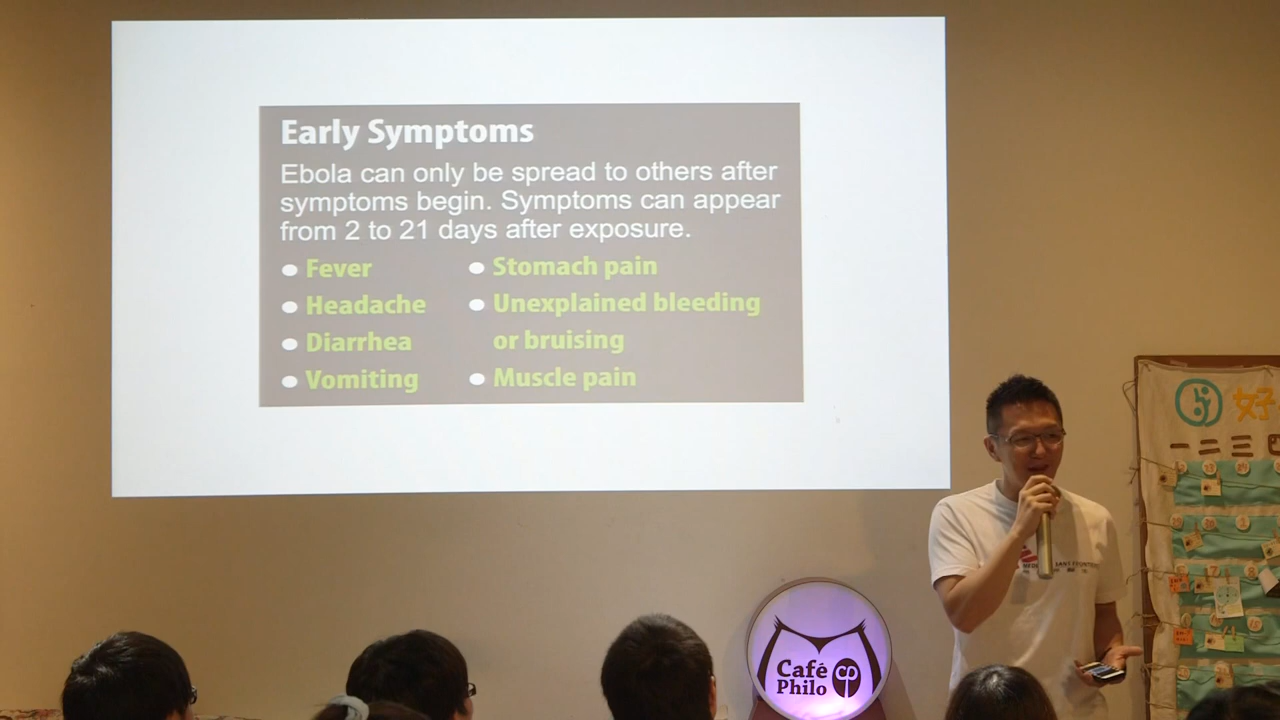 Early Symptoms
Ebola can only be spread to others after
symptoms begin. Symptoms can appear
from 2 to 21 days after exposure.
Fever
Headache
Diarrhea
Vomiting
Stomach pain
Unexplained bleeding
or bruising
Muscle pain
Café
Philo
cp
好
一二三